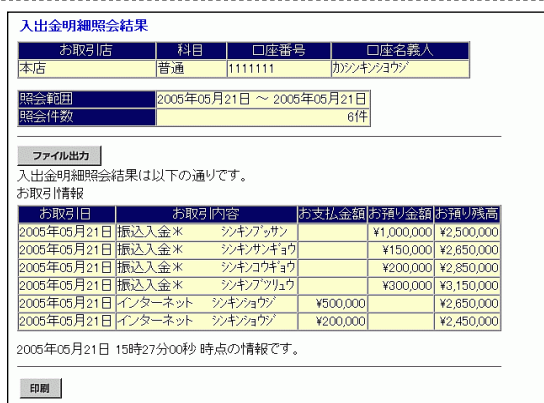 入出金明細照会結果
お取引店 科目 口座番号 口座名義人
本店 普通 1111111 カ)シンキンショウジ
照会範囲 2005年05月21日 ～ 2005年05月21日
照会件数 6件
ファイル出力
入出金明細照会結果は以下の通りです。
お取引情報
お取引日 お取引内容 お支払金額 お預り金額 お預り残高
2005年05月21日 振込入金＊ シンキンブッサン ¥1,000,000 ¥2,500,000
2005年05月21日 振込入金＊ シンキンサンギョウ ¥150,000 ¥2,650,000
2005年05月21日 振込入金＊ シンキンコウギョウ ¥200,000 ¥2,850,000
2005年05月21日 振込入金＊ シンキンブツリュウ ¥300,000 ¥3,150,000
2005年05月21日 インターネット シンキンショウジ ¥500,000 ¥2,650,000
2005年05月21日 インターネット シンキンショウジ ¥200,000 ¥2,450,000
2005年05月21日 15時27分00秒 時点の情報です。
印刷